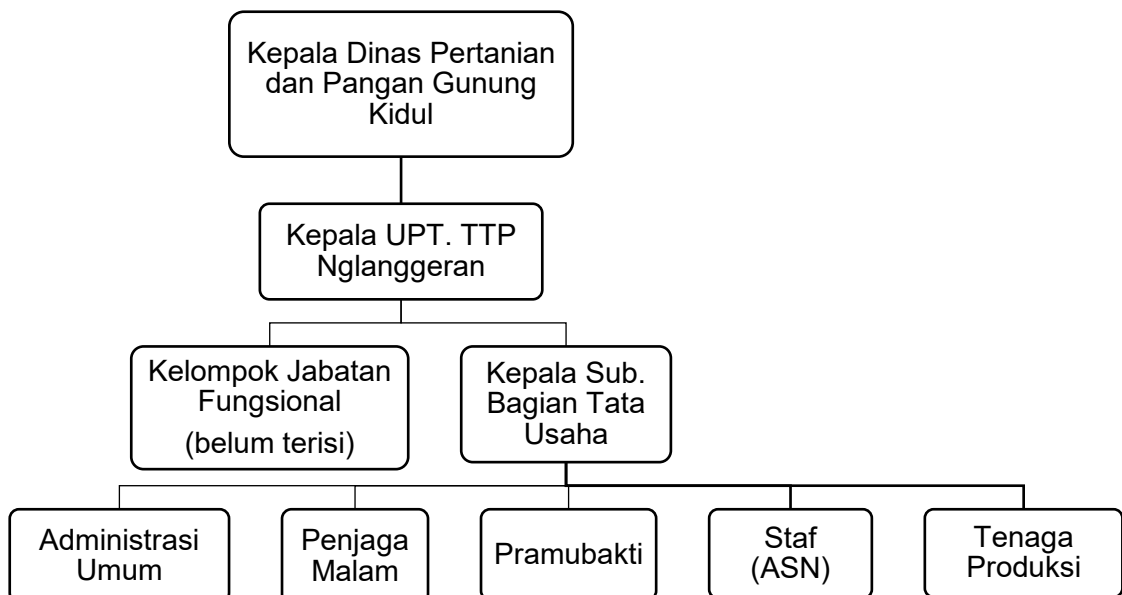 Kepala Dinas Pertanian
dan Pangan Gunung
Kidul
Kepala UPT. TTP
Nglanggeran
Kelompok Jabatan
Fungsional
(belum terisi)
Kepala Sub.
Bagian Tata
Usaha
Administrasi
Umum
Penjaga
Malam
Pramubakti
Staf
(ASN)
Tenaga
Produksi